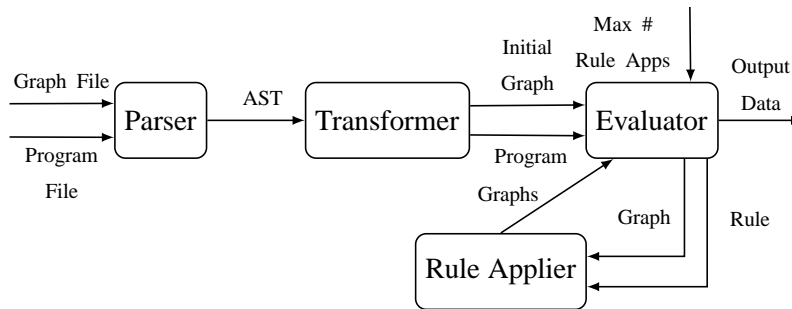 Max #
Rule Apps
Initial
Graph
Output
Data
Graph File
AST
Parser
Transformer
Evaluator
Program
File
Program
Graphs
Graph
Rule
Rule Applier